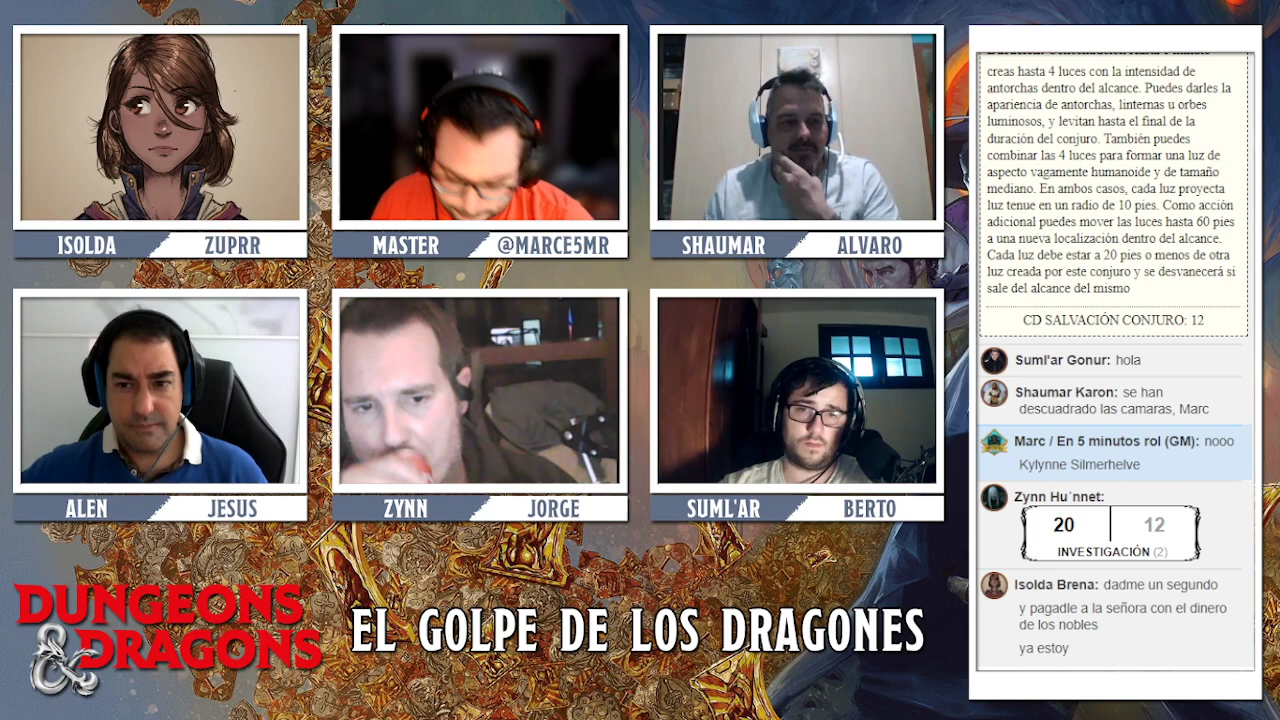 ISOLDA ZUPRR
MASTER @MARCE5MR
SHAUMAR ALVARO
ALEN JESUS
ZYNN JORGE
SUML'AR BERTO
DUNGEONS
& DRAGONS
EL GOLPE DE LOS DRAGONES
creas hasta 4 luces con la intensidad de
antorchas dentro del alcance. Puedes darles la
apariencia de antorchas, linternas u orbes
luminosos, y levitan hasta el final de la
duración del conjuro. También puedes
combinar las 4 luces para formar una luz de
aspecto vagamente humanoide y de tamaño
mediano. En ambos casos, cada luz proyecta
luz tenue en un radio de 10 pies. Como acción
adicional puedes mover las luces hasta 60 pies
a una nueva localización dentro del alcance.
Cada luz debe estar a 20 pies o menos de otra
luz creada por este conjuro y se desvanecerá sí
sale del alcance del mismo
CD SALVACIÓN CONJURO: 12
Suml'ar Gonur: hola
Shaumar Karon: se han
descuadrado las camaras, Marc
Marc / En 5 minutos rol (GM): nooo
Kylynne Silmerhelve
Zynn Hu´nnet:
20 12
INVESTIGACIÓN (2)
Isolda Brena: dadme un segundo
y pagadle a la señora con el dinero
de los nobles
ya estoy